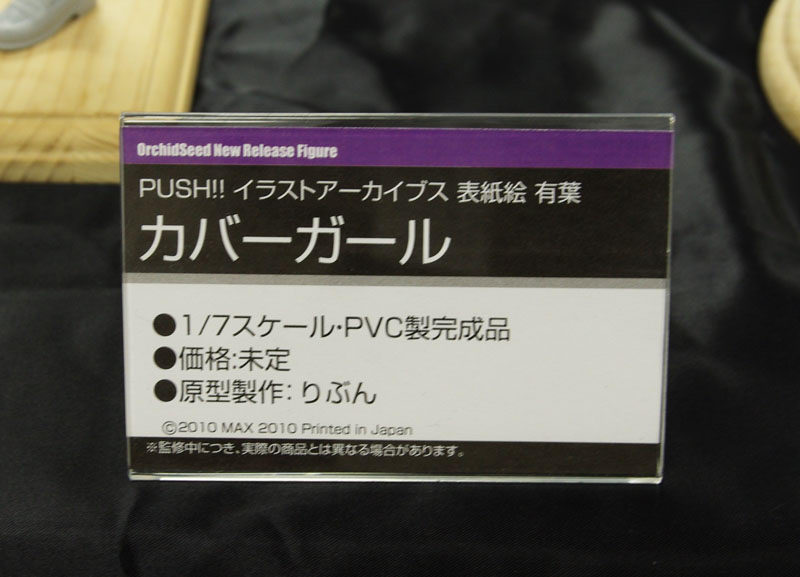 OrchidSeed New Release Figure
PUSH!! イラストアーカイブス 表紙絵 有葉
カバーガール
●1/7スケール・PVC製完成品
●価格:未定
●原型製作: りぶん
©2010 MAX 2010 Printed in Japan
※監修中につき、実際の商品とは異なる場合があります。